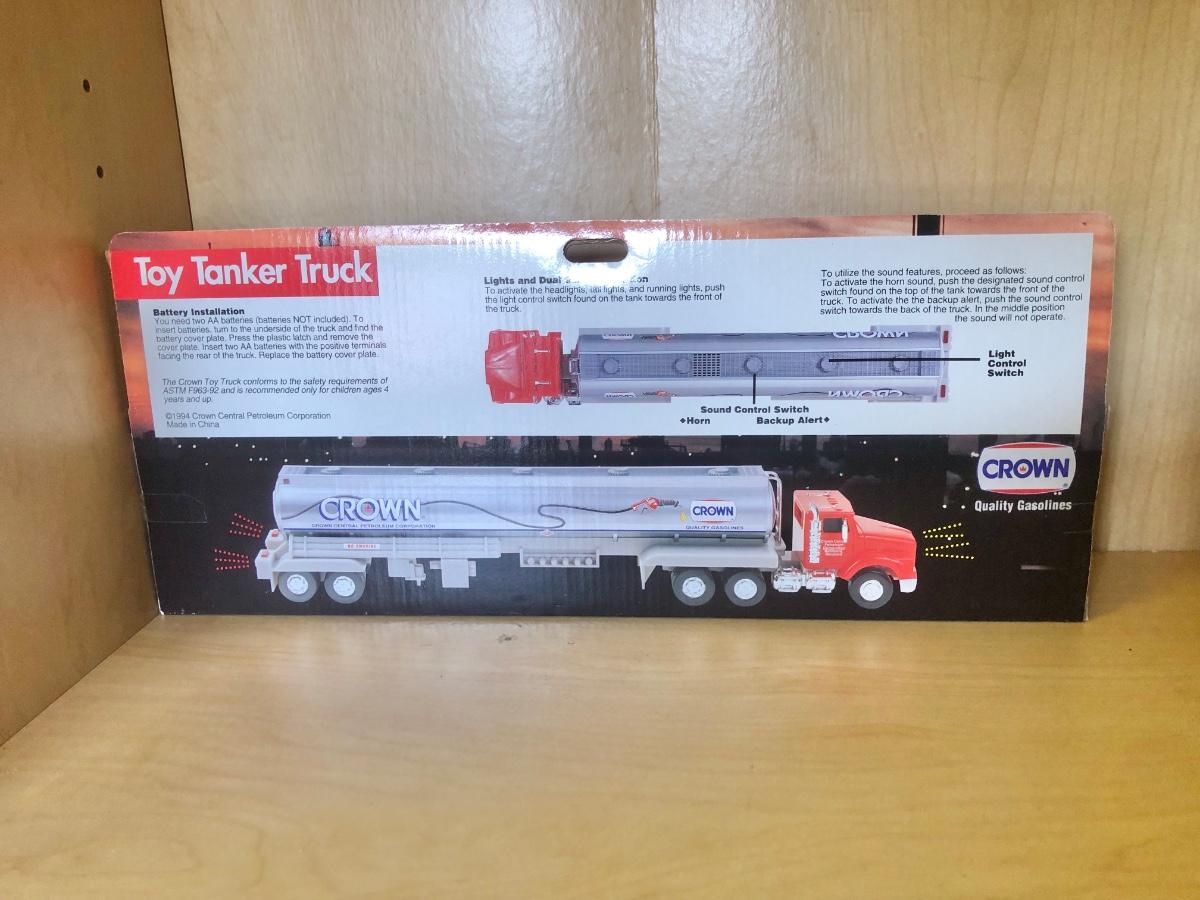 Toy Tanker Truck
Battery Installation
You need two AA batteries (batteries NOT included). To
insert batteries, turn to the underside of the truck and find the
battery cover plate. Press the plastic latch and remove the
cover plate. Insert two AA batteries with the positive terminals
facing the rear of the truck. Replace the battery cover plate.
The Crown Toy Truck conforms to the safety requirements of
ASTM F963-92 and is recommended only for children ages 4
years and up.
©1994 Crown Central Petroleum Corporation
Made in China
Lights and Dual
To activate the headlights, tail lights, and running lights, push
the light control switch found on the tank towards the front of
the truck.
To utilize the sound features, proceed as follows:
To activate the horn sound, push the designated sound control
switch found on the top of the tank towards the front of the
truck. To activate the the backup alert, push the sound control
switch towards the back of the truck. In the middle position
the sound will not operate.
CROWN
CROWN
Light
Control
Switch
Sound Control Switch
◆Horn Backup Alert◆
CROWN
Quality Gasolines
CROWN
CROWN CENTRAL PETROLEUM CORPORATION
CROWN
QUALITY GASOLINES
NO SMOKING
Crown Central
Petroleum
Corporation
Baltimore
Maryland